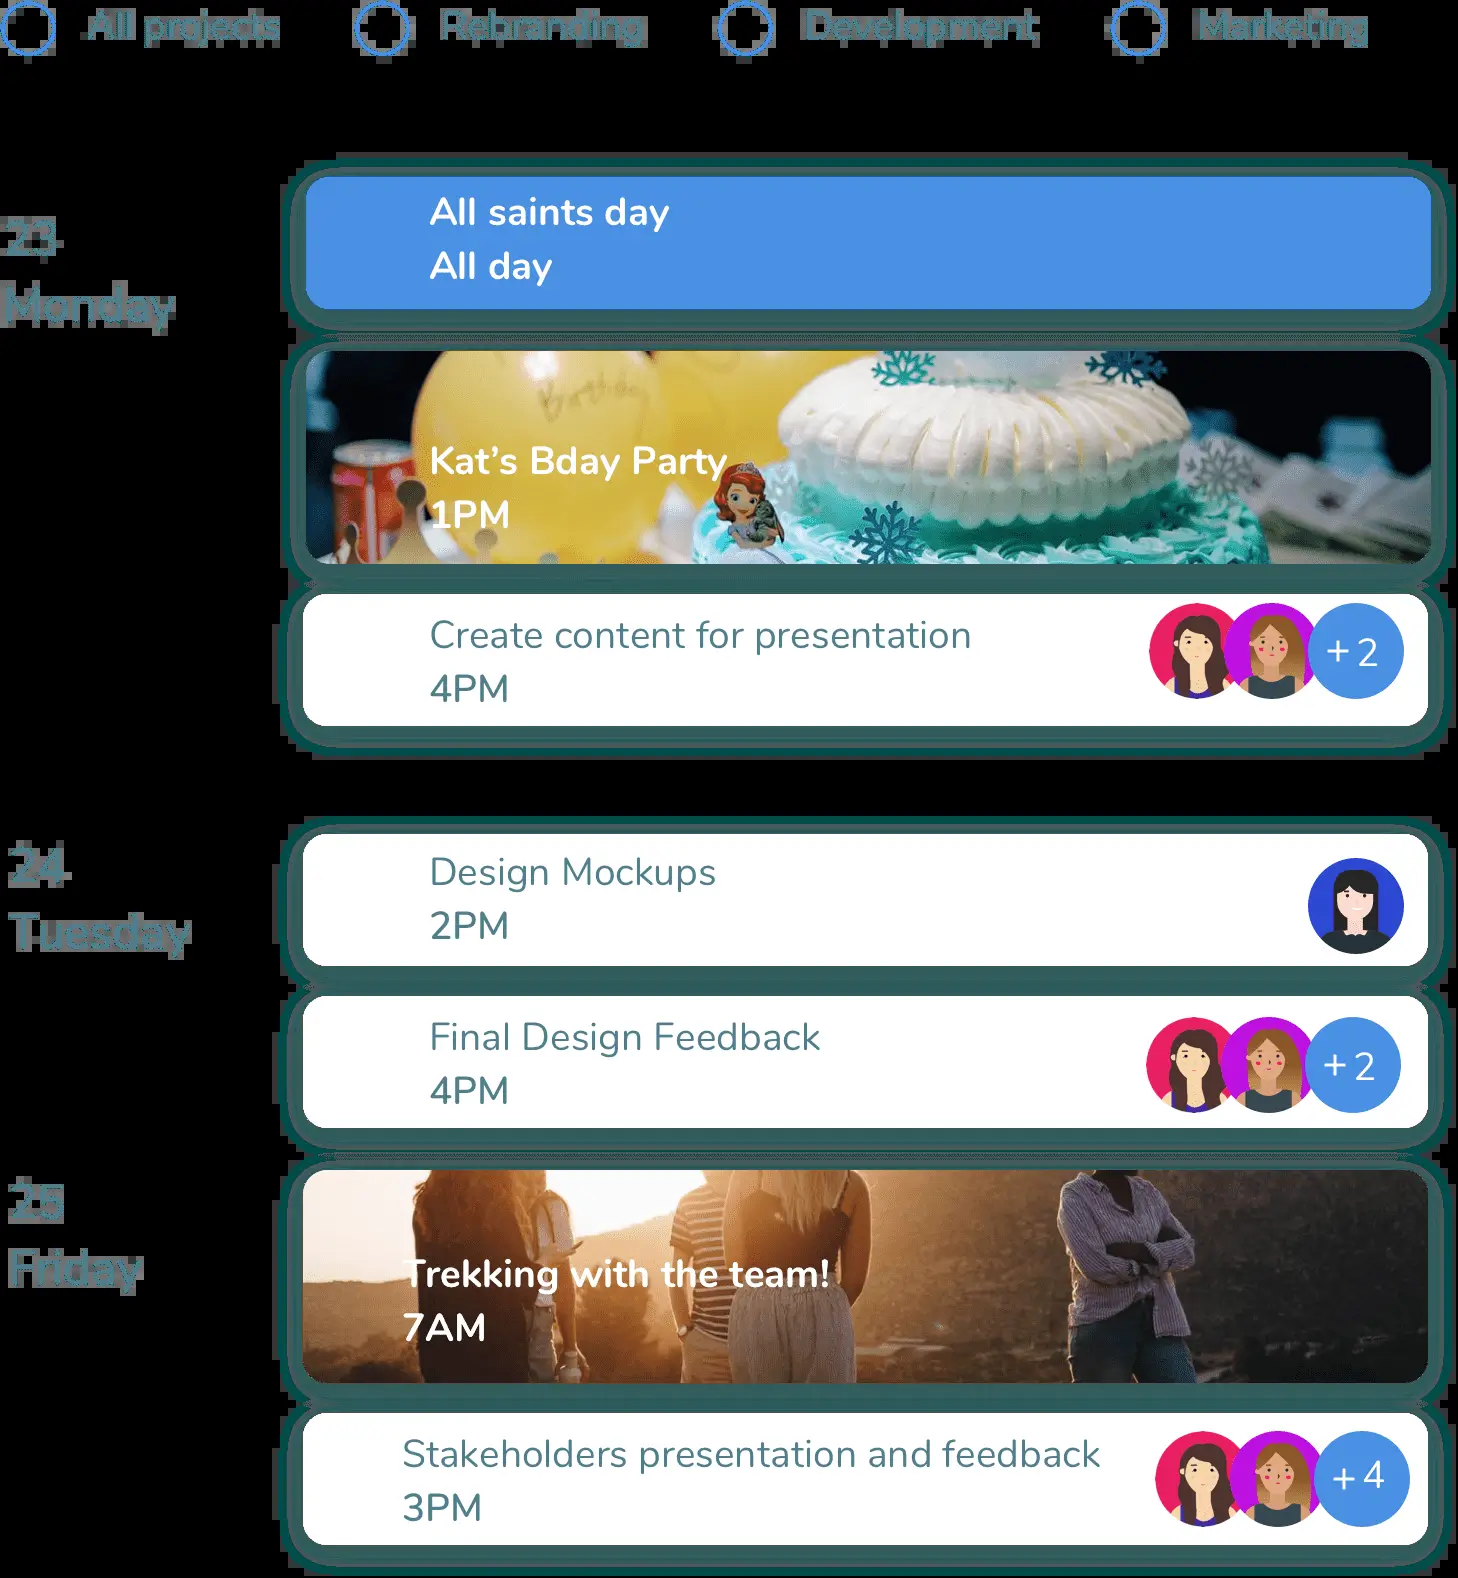 All projects Rebranding Development Marketing
23
Monday
All saints day
All day
Birthday
Kat’s Bday Party
1PM
Create content for presentation
4PM
+2
24
Tuesday
Design Mockups
2PM
Final Design Feedback
4PM
+2
25
Friday
Trekking with the team!
7AM
Stakeholders presentation and feedback
3PM
+4